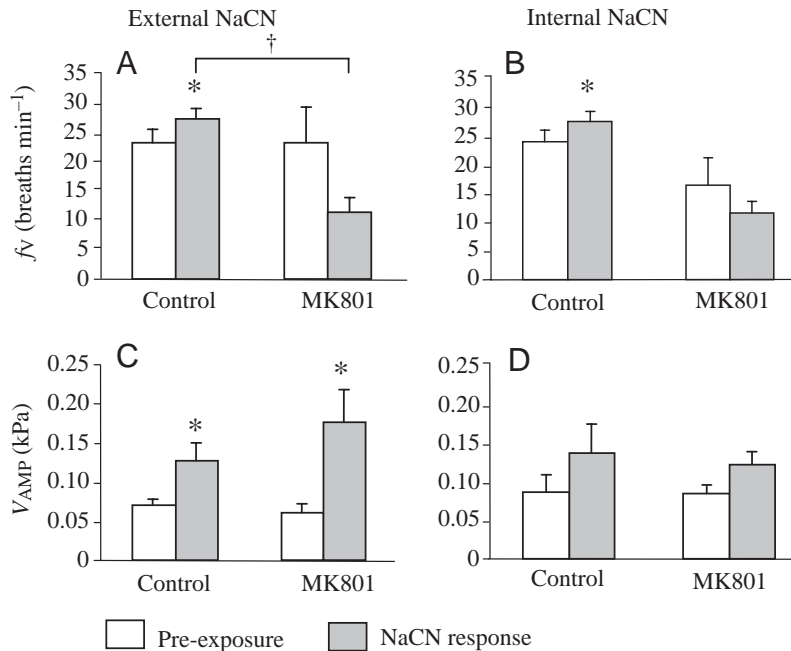 External NaCN
Internal NaCN
†
A
35
30
25
20
15
10
5
0
fV (breaths min⁻¹)
*
Control
MK801
B
35
30
25
20
15
10
5
0
*
Control
MK801
C
0.25
0.20
0.15
0.10
0.05
0
VAMP (kPa)
*
*
Control
MK801
D
0.25
0.20
0.15
0.10
0.05
0
Control
MK801
Pre-exposure
NaCN response